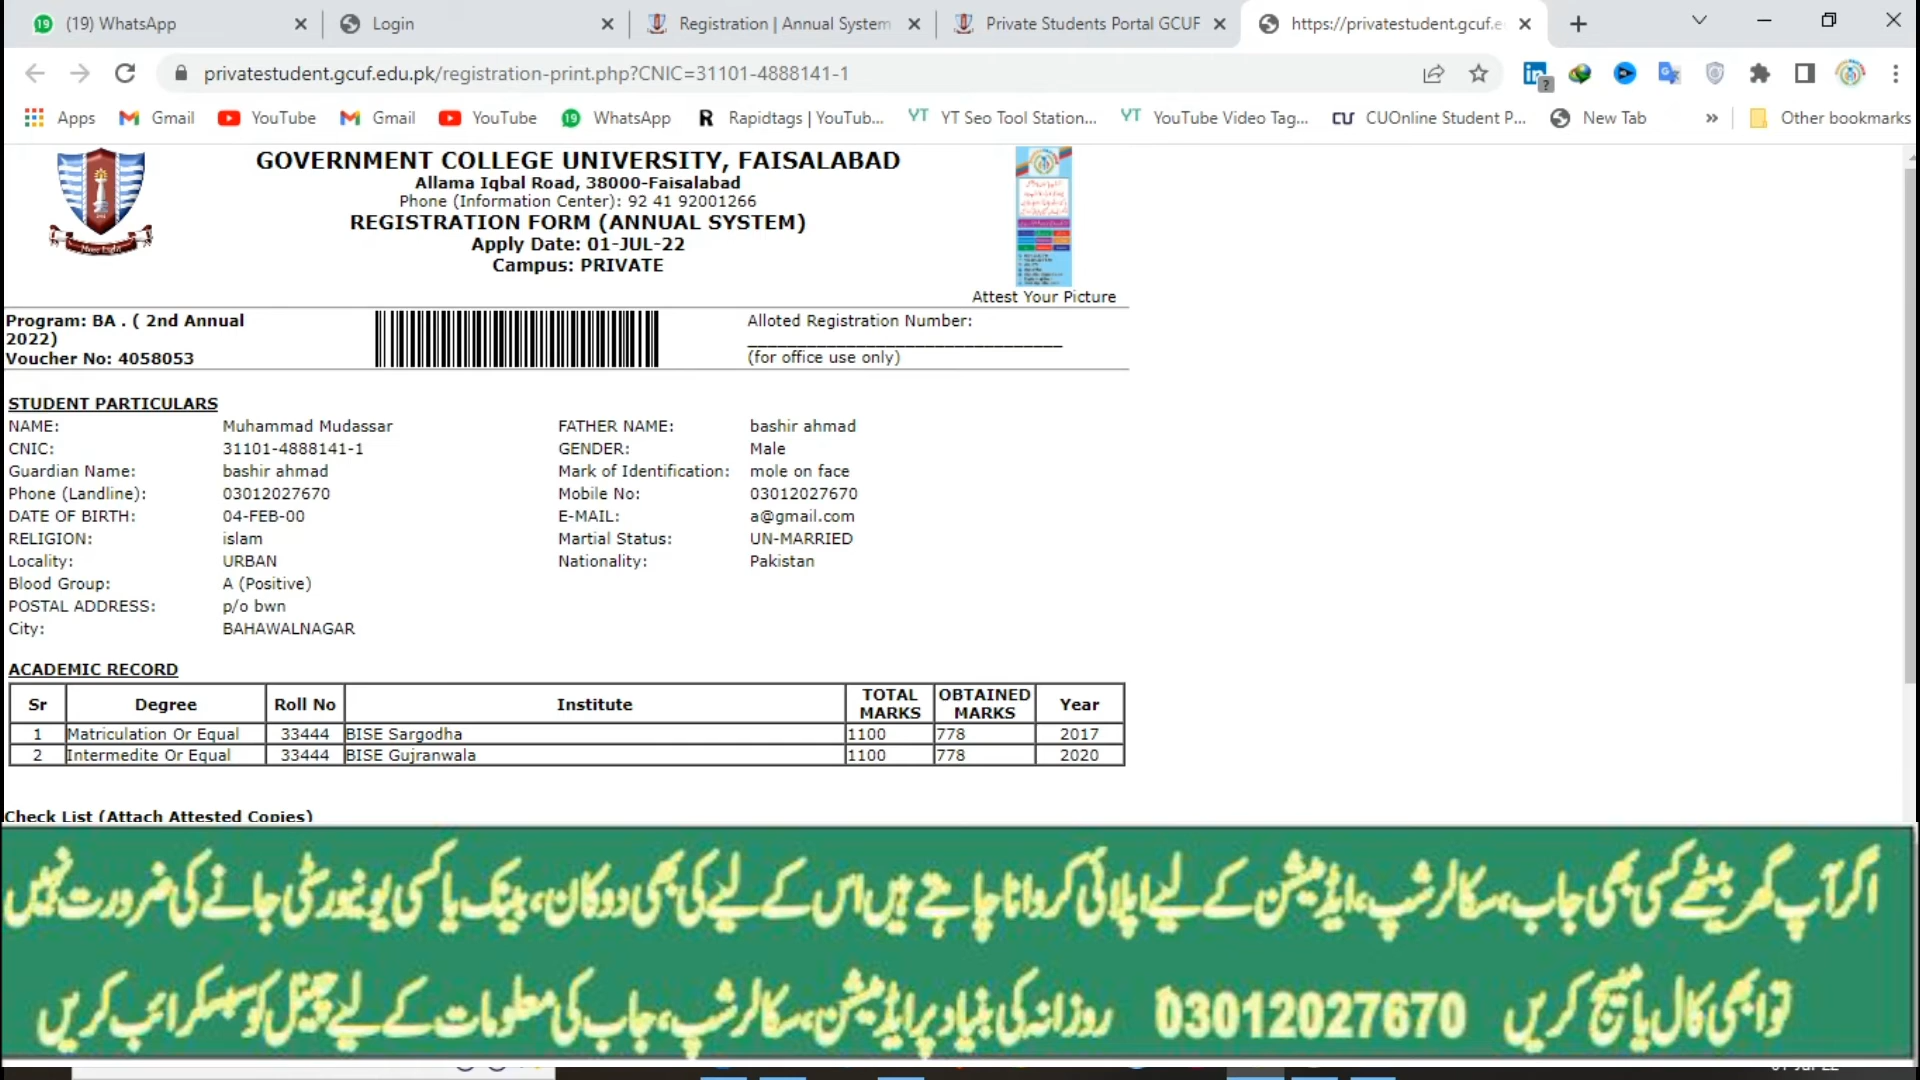 (19) WhatsApp
Login
Registration | Annual System
Private Students Portal GCUF
https://privatestudent.gcuf.e
privatestudent.gcuf.edu.pk/registration-print.php?CNIC=31101-4888141-1
Apps Gmail YouTube Gmail YouTube WhatsApp Rapidtags | YouTub... YT Seo Tool Station... YouTube Video Tag... CUOnline Student P... New Tab » Other bookmarks
GOVERNMENT COLLEGE UNIVERSITY, FAISALABAD
Allama Iqbal Road, 38000-Faisalabad
Phone (Information Center): 92 41 92001266
REGISTRATION FORM (ANNUAL SYSTEM)
Apply Date: 01-JUL-22
Campus: PRIVATE
Attest Your Picture
Program: BA . ( 2nd Annual
2022)
Voucher No: 4058053
Alloted Registration Number:
(for office use only)
STUDENT PARTICULARS
NAME: Muhammad Mudassar FATHER NAME: bashir ahmad
CNIC: 31101-4888141-1 GENDER: Male
Guardian Name: bashir ahmad Mark of Identification: mole on face
Phone (Landline): 03012027670 Mobile No: 03012027670
DATE OF BIRTH: 04-FEB-00 E-MAIL: a@gmail.com
RELIGION: islam Martial Status: UN-MARRIED
Locality: URBAN Nationality: Pakistan
Blood Group: A (Positive)
POSTAL ADDRESS: p/o bwn
City: BAHAWALNAGAR
ACADEMIC RECORD
Sr Degree Roll No Institute TOTAL MARKS OBTAINED MARKS Year
1 Matriculation Or Equal 33444 BISE Sargodha 1100 778 2017
2 Intermedite Or Equal 33444 BISE Gujranwala 1100 778 2020
Check List (Attach Attested Copies)
اگر آپ گھر بیٹھے کسی بھی جاب، سکالرشپ، ایڈمیشن کے لیے اپلائی کروانا چاہتے ہیں اس کے لیے کی بھی دوکان، بینک یا کسی یونیورسٹی جانے کی ضرورت نہیں
تو ابھی کال یا میسج کریں 03012027670 روزانہ کی بنیاد پر ایڈمیشن، سکالرشپ، جاب کی معلومات کے لیے چینل کو سبسکرائب کریں